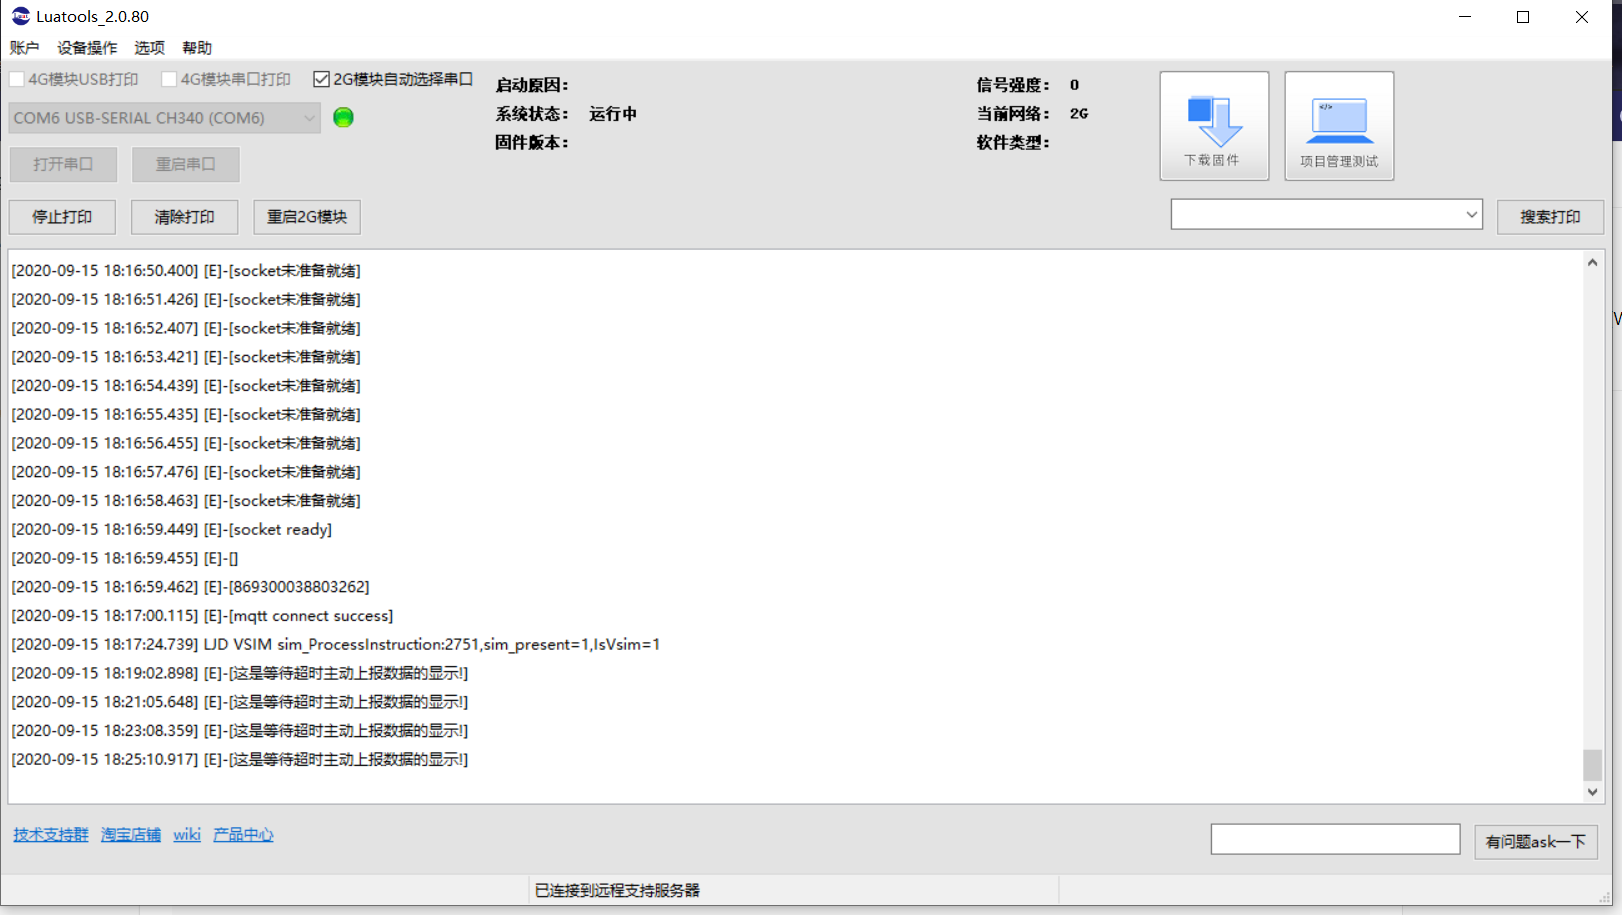 Luatools_2.0.80
账户 设备操作 选项 帮助
4G模块USB打印 4G模块串口打印 2G模块自动选择串口
COM6 USB-SERIAL CH340 (COM6)
打开串口 重启串口
停止打印 清除打印 重启2G模块
启动原因：
系统状态： 运行中
固件版本：
信号强度： 0
当前网络： 2G
软件类型：
下载固件 项目管理测试
搜索打印
[2020-09-15 18:16:50.400] [E]-[socket未准备就绪]
[2020-09-15 18:16:51.426] [E]-[socket未准备就绪]
[2020-09-15 18:16:52.407] [E]-[socket未准备就绪]
[2020-09-15 18:16:53.421] [E]-[socket未准备就绪]
[2020-09-15 18:16:54.439] [E]-[socket未准备就绪]
[2020-09-15 18:16:55.435] [E]-[socket未准备就绪]
[2020-09-15 18:16:56.455] [E]-[socket未准备就绪]
[2020-09-15 18:16:57.476] [E]-[socket未准备就绪]
[2020-09-15 18:16:58.463] [E]-[socket未准备就绪]
[2020-09-15 18:16:59.449] [E]-[socket ready]
[2020-09-15 18:16:59.455] [E]-[]
[2020-09-15 18:16:59.462] [E]-[869300038803262]
[2020-09-15 18:17:00.115] [E]-[mqtt connect success]
[2020-09-15 18:17:24.739] LJD VSIM sim_ProcessInstruction:2751,sim_present=1,IsVsim=1
[2020-09-15 18:19:02.898] [E]-[这是等待超时主动上报数据的显示!]
[2020-09-15 18:21:05.648] [E]-[这是等待超时主动上报数据的显示!]
[2020-09-15 18:23:08.359] [E]-[这是等待超时主动上报数据的显示!]
[2020-09-15 18:25:10.917] [E]-[这是等待超时主动上报数据的显示!]
技术支持群 淘宝店铺 wiki 产品中心
有问题ask一下
已连接到远程支持服务器